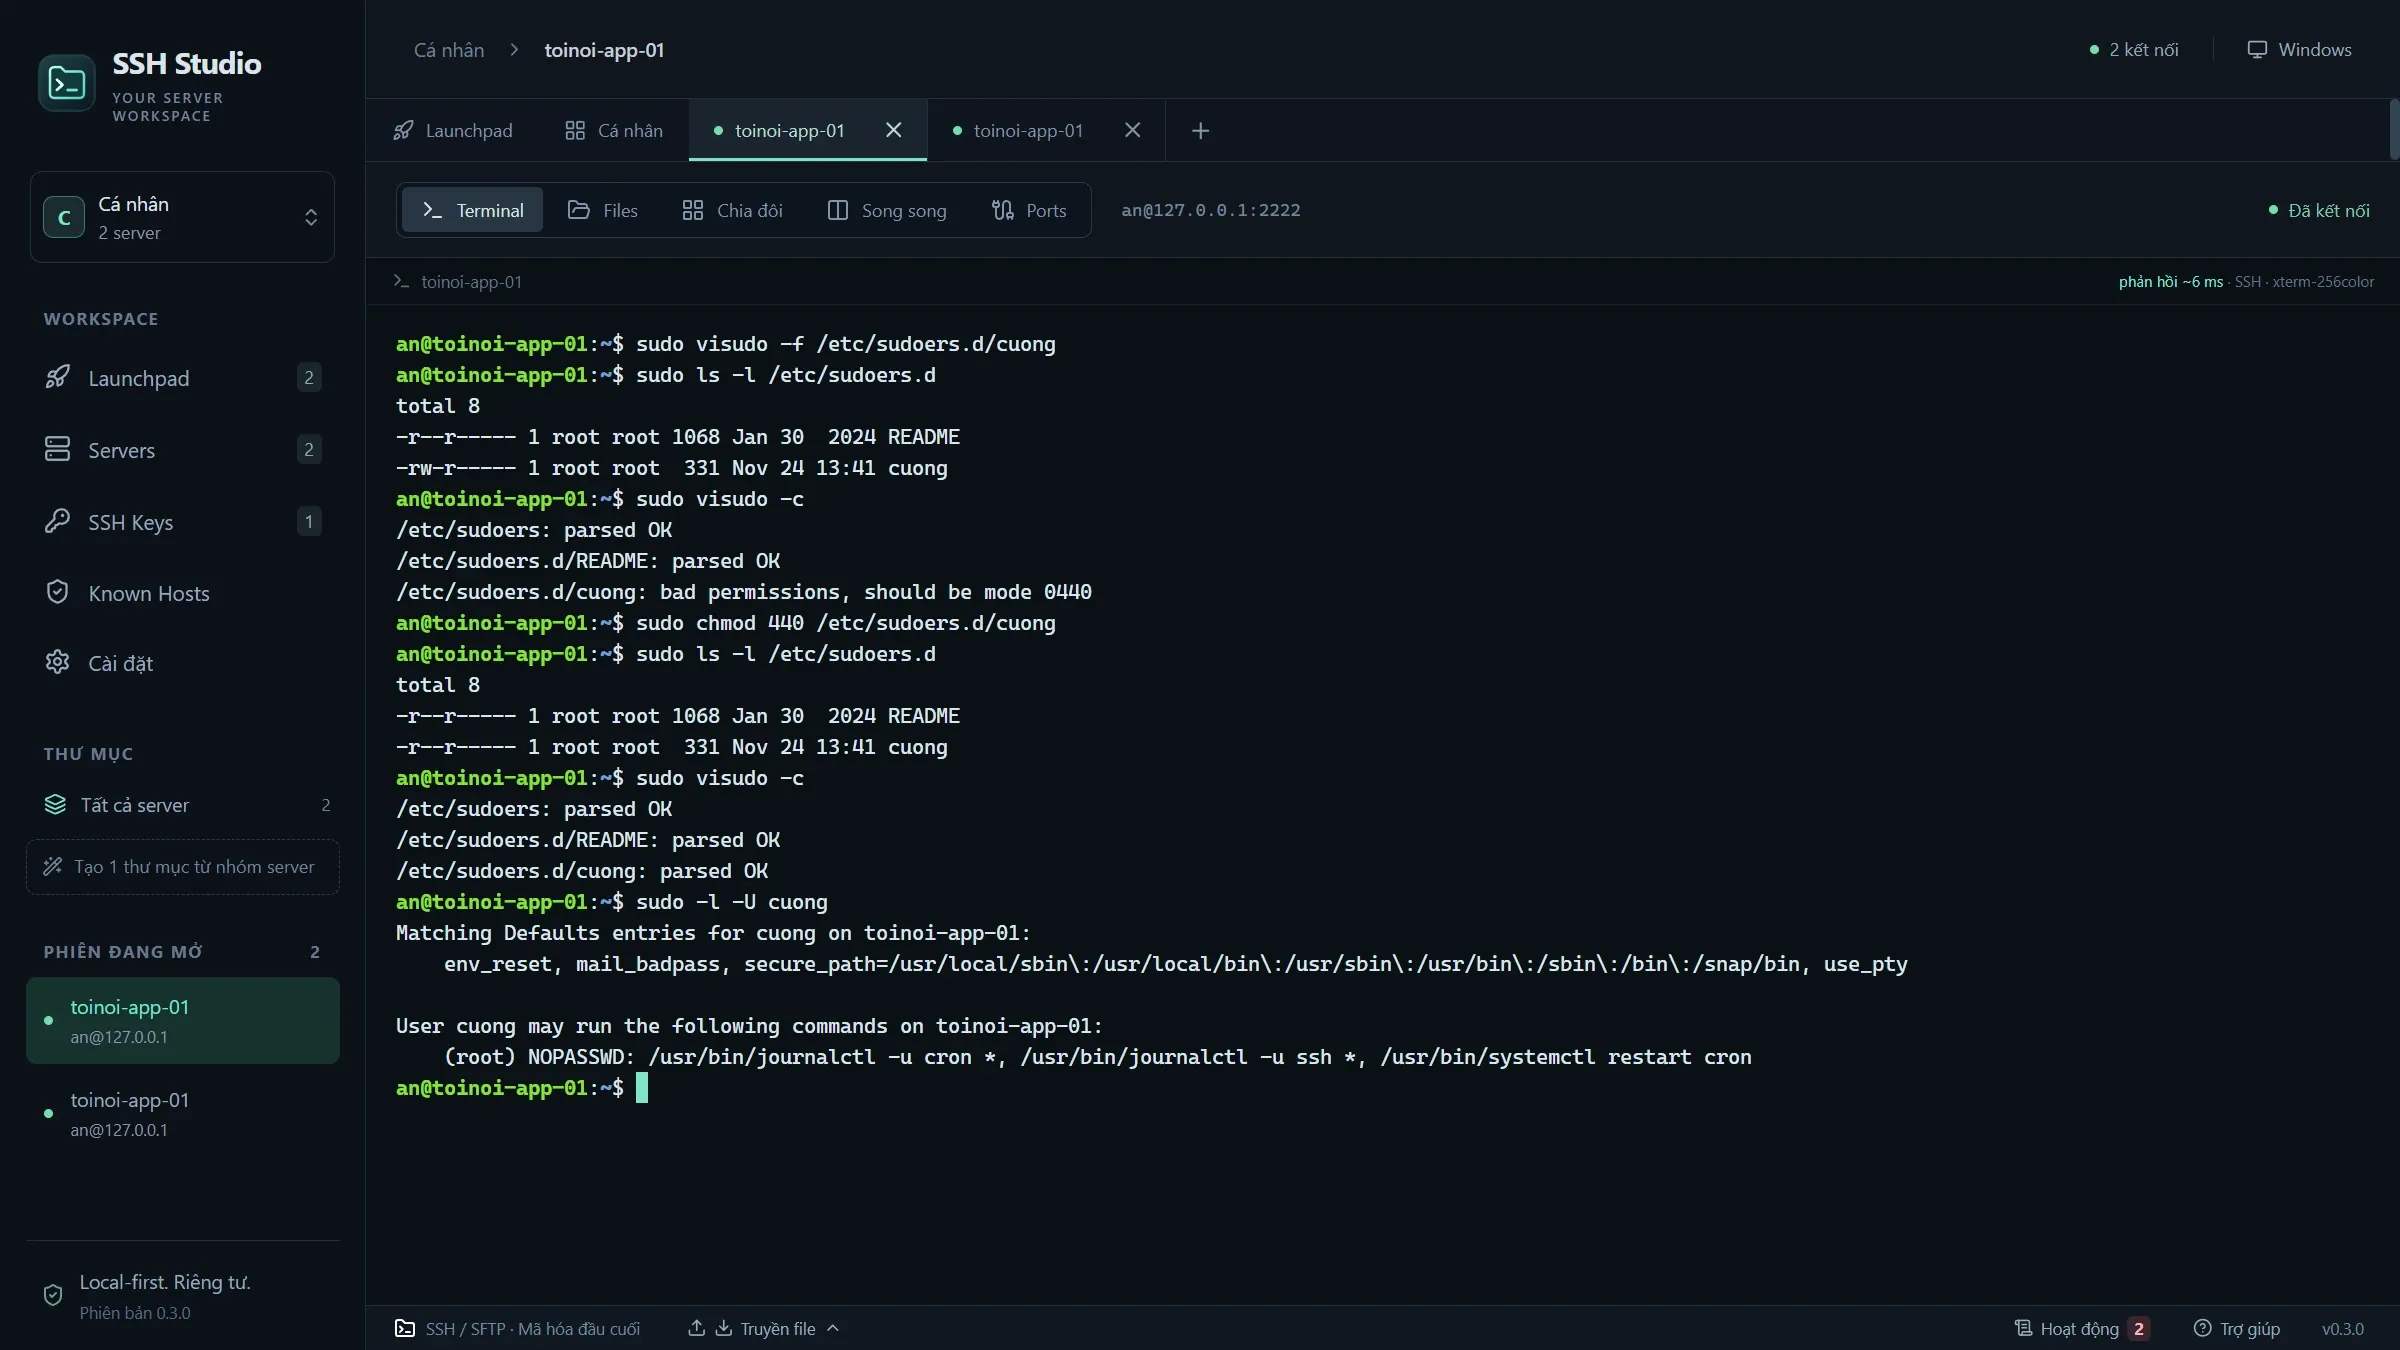 SSH Studio
YOUR SERVER
WORKSPACE
C
Cá nhân
2 server
WORKSPACE
Launchpad 2
Servers 2
SSH Keys 1
Known Hosts
Cài đặt
THƯ MỤC
Tất cả server 2
Tạo 1 thư mục từ nhóm server
PHIÊN ĐANG MỞ 2
toinoi-app-01
an@127.0.0.1
toinoi-app-01
an@127.0.0.1
Local-first. Riêng tư.
Phiên bản 0.3.0
Cá nhân > toinoi-app-01
2 kết nối
Windows
Launchpad
Cá nhân
toinoi-app-01
toinoi-app-01
Terminal
Files
Chia đôi
Song song
Ports
an@127.0.0.1:2222
Đã kết nối
toinoi-app-01
phản hồi ~6 ms · SSH · xterm-256color
an@toinoi-app-01:~$ sudo visudo -f /etc/sudoers.d/cuong
an@toinoi-app-01:~$ sudo ls -l /etc/sudoers.d
total 8
-r--r----- 1 root root 1068 Jan 30  2024 README
-rw-r----- 1 root root  331 Nov 24 13:41 cuong
an@toinoi-app-01:~$ sudo visudo -c
/etc/sudoers: parsed OK
/etc/sudoers.d/README: parsed OK
/etc/sudoers.d/cuong: bad permissions, should be mode 0440
an@toinoi-app-01:~$ sudo chmod 440 /etc/sudoers.d/cuong
an@toinoi-app-01:~$ sudo ls -l /etc/sudoers.d
total 8
-r--r----- 1 root root 1068 Jan 30  2024 README
-r--r----- 1 root root  331 Nov 24 13:41 cuong
an@toinoi-app-01:~$ sudo visudo -c
/etc/sudoers: parsed OK
/etc/sudoers.d/README: parsed OK
/etc/sudoers.d/cuong: parsed OK
an@toinoi-app-01:~$ sudo -l -U cuong
Matching Defaults entries for cuong on toinoi-app-01:
    env_reset, mail_badpass, secure_path=/usr/local/sbin\:/usr/local/bin\:/usr/sbin\:/usr/bin\:/sbin\:/bin\:/snap/bin, use_pty
User cuong may run the following commands on toinoi-app-01:
    (root) NOPASSWD: /usr/bin/journalctl -u cron *, /usr/bin/journalctl -u ssh *, /usr/bin/systemctl restart cron
an@toinoi-app-01:~$
SSH / SFTP · Mã hóa đầu cuối
Truyền file
Hoạt động 2
Trợ giúp
v0.3.0